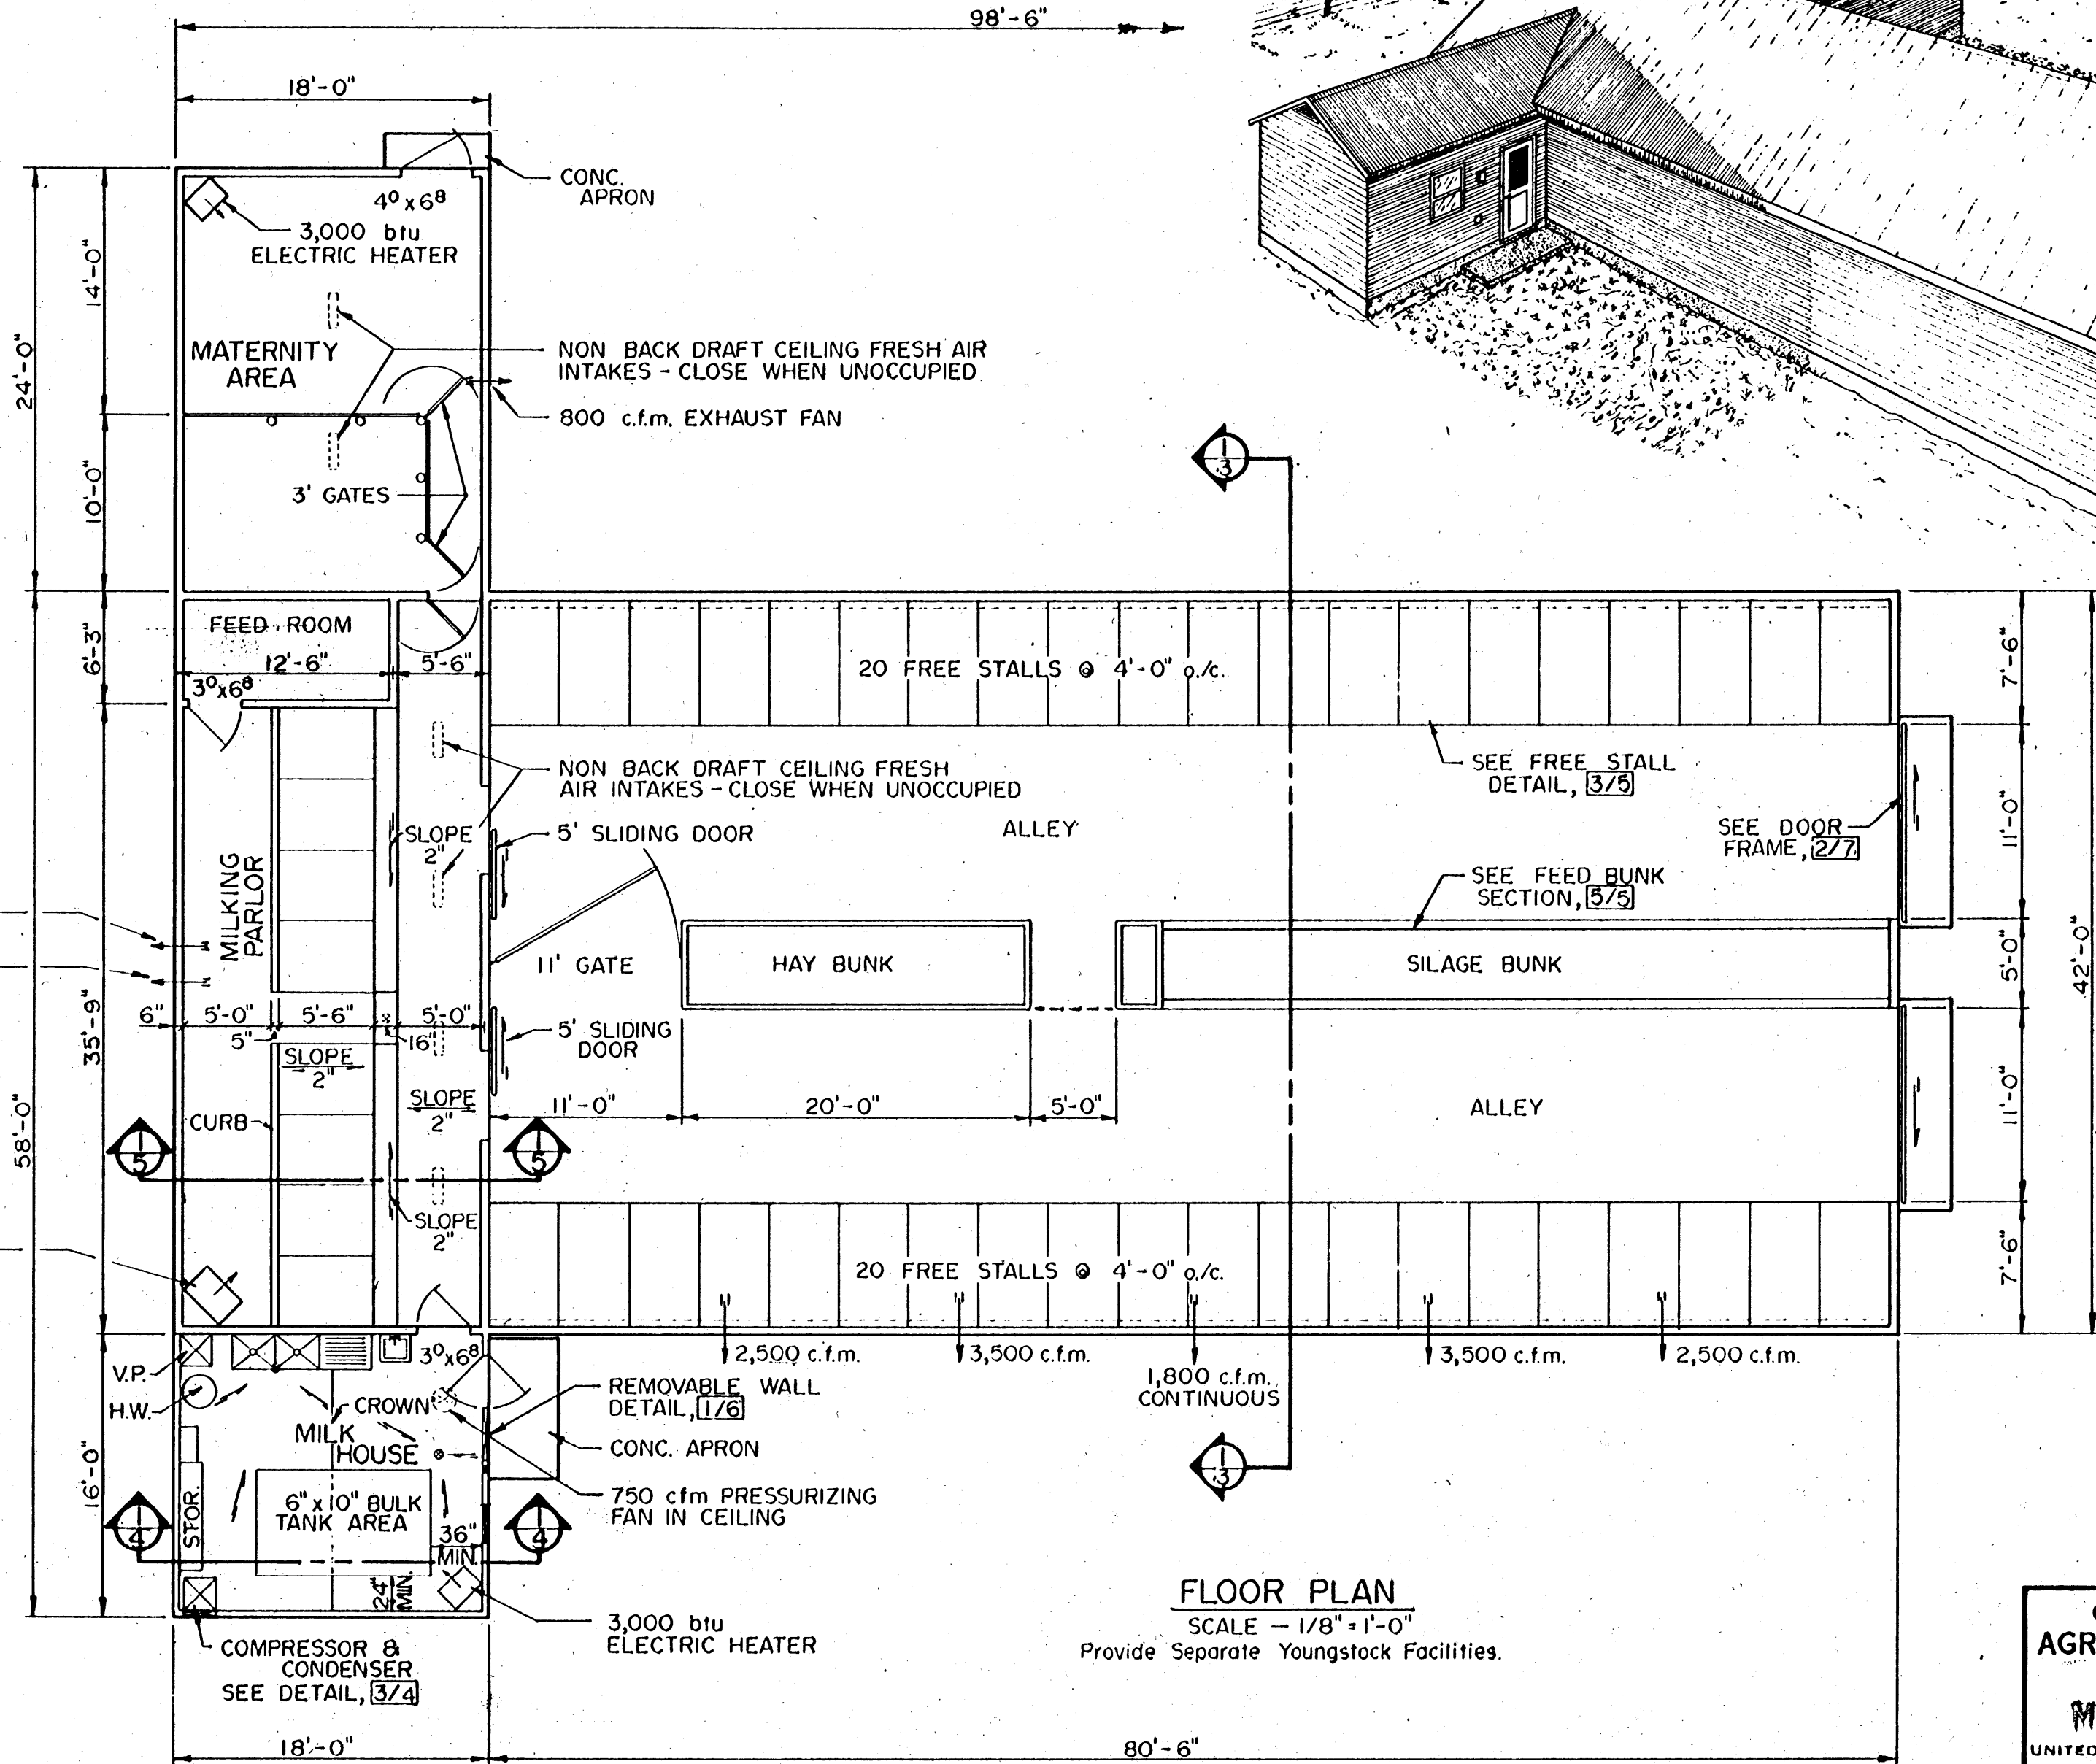 98'-6"
18'-0"
CONC.
APRON
4⁰ x 6⁸
3,000 btu
ELECTRIC HEATER
14'-0"
24'-0"
MATERNITY
AREA
NON BACK DRAFT CEILING FRESH AIR
INTAKES - CLOSE WHEN UNOCCUPIED
800 c.f.m. EXHAUST FAN
10'-0"
3' GATES
1
3
FEED ROOM
6'-3"
12'-6"
5'-6"
3⁰x6⁸
20 FREE STALLS @ 4'-0" o./c.
7'-6"
NON BACK DRAFT CEILING FRESH
AIR INTAKES - CLOSE WHEN UNOCCUPIED
SEE FREE STALL
DETAIL, 3/5
SLOPE
2"
5' SLIDING DOOR
ALLEY
SEE DOOR
FRAME, 2/7
11'-0"
MILKING
PARLOR
SEE FEED BUNK
SECTION, 5/5
11' GATE
HAY BUNK
SILAGE BUNK
5'-0"
42'-0"
6"
5'-0"
5'-6"
5'-0"
5"
16"
35'-9"
5' SLIDING
DOOR
SLOPE
2"
SLOPE
2"
11'-0"
20'-0"
5'-0"
ALLEY
11'-0"
58'-0"
CURB
1
5
1
5
SLOPE
2"
20 FREE STALLS @ 4'-0" o./c.
7'-6"
2,500 c.f.m.
3,500 c.f.m.
1,800 c.f.m.
CONTINUOUS
3,500 c.f.m.
2,500 c.f.m.
V.P.
H.W.
3⁰x6⁸
CROWN
MILK
HOUSE
REMOVABLE WALL
DETAIL, 1/6
CONC. APRON
1
3
16'-0"
STOR.
6" x 10" BULK
TANK AREA
36"
MIN.
24"
MIN.
750 cfm PRESSURIZING
FAN IN CEILING
1
4
1
4
3,000 btu
ELECTRIC HEATER
COMPRESSOR &
CONDENSER
SEE DETAIL, 3/4
FLOOR PLAN
SCALE - 1/8" = 1'-0"
Provide Separate Youngstock Facilities.
AGR
M
UNITED
18'-0"
80'-6"